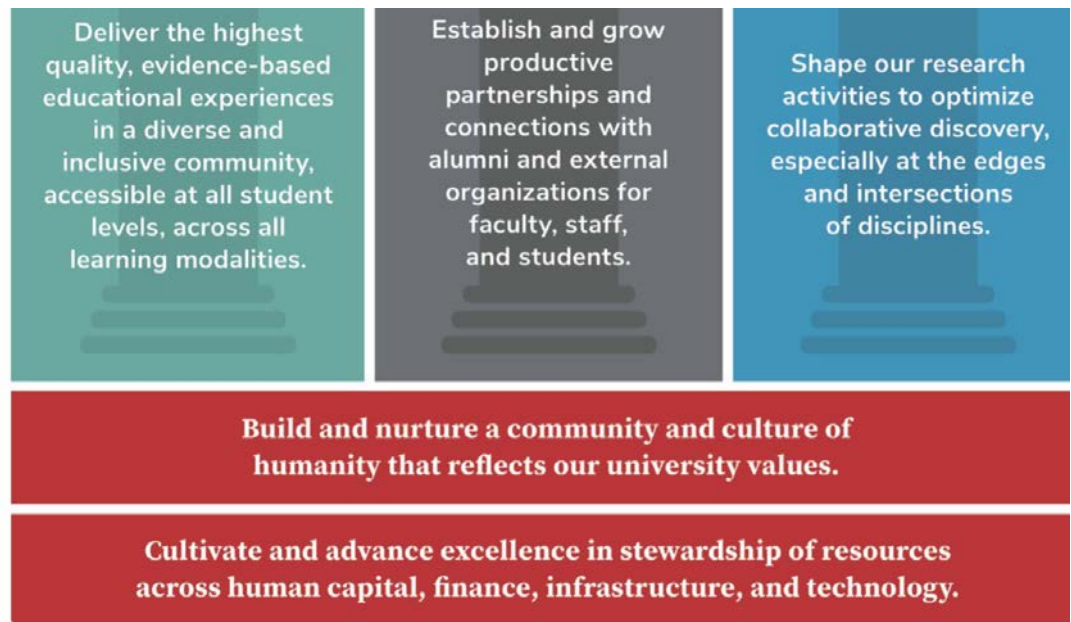 Deliver the highest
quality, evidence-based
educational experiences
in a diverse and
inclusive community,
accessible at all student
levels, across all
learning modalities.
Establish and grow
productive
partnerships and
connections with
alumni and external
organizations for
faculty, staff,
and students.
Shape our research
activities to optimize
collaborative discovery,
especially at the edges
and intersections
of disciplines.
Build and nurture a community and culture of
humanity that reflects our university values.
Cultivate and advance excellence in stewardship of resources
across human capital, finance, infrastructure, and technology.